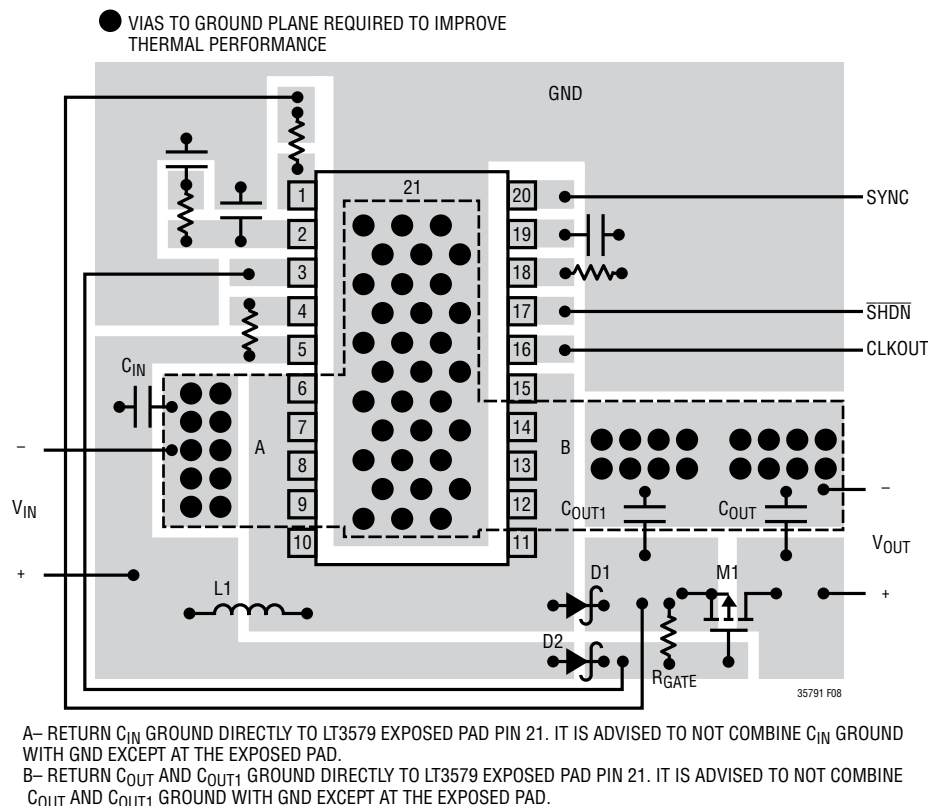 VIAS TO GROUND PLANE REQUIRED TO IMPROVE
THERMAL PERFORMANCE
GND
21
1
20
SYNC
2
19
3
18
4
17
SHDN
5
16
CLKOUT
CIN
6
15
7
14
A
B
8
13
9
12
10
11
–
VIN
+
COUT1
COUT
–
VOUT
+
L1
D1
M1
D2
RGATE
35791 F08
A– RETURN CIN GROUND DIRECTLY TO LT3579 EXPOSED PAD PIN 21. IT IS ADVISED TO NOT COMBINE CIN GROUND
WITH GND EXCEPT AT THE EXPOSED PAD.
B– RETURN COUT AND COUT1 GROUND DIRECTLY TO LT3579 EXPOSED PAD PIN 21. IT IS ADVISED TO NOT COMBINE
COUT AND COUT1 GROUND WITH GND EXCEPT AT THE EXPOSED PAD.